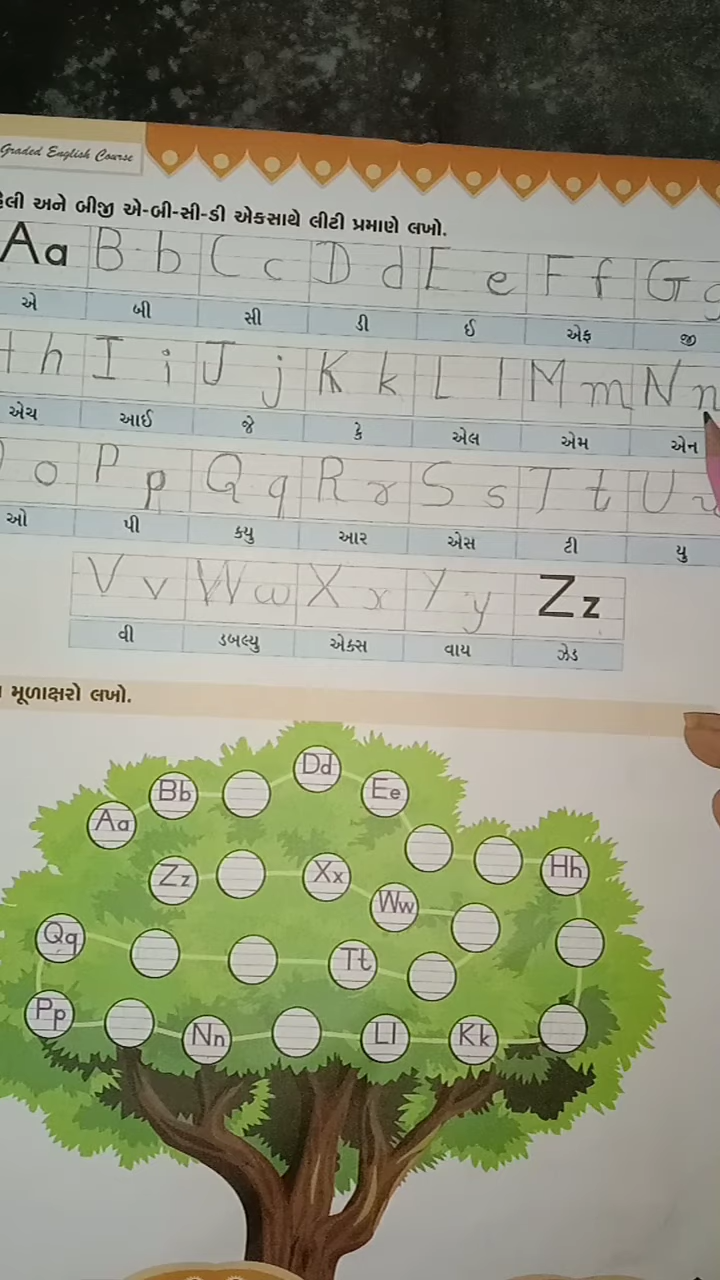 Graded English Course
અને બીજી એ-બી-સી-ડી એકસાથે લીટી પ્રમાણે લખો.
Aa B b C c D d E e F f G g
એ બી સી ડી ઈ એફ જી
h I i J j K k L l M m N n
એચ આઈ જે કે એલ એમ એન
o P p Q q R r S s T t U u
ઓ પી ક્યુ આર એસ ટી યુ
V v W w X x Y y Zz
વી ડબલ્યુ એક્સ વાય ઝેડ
મૂળાક્ષરો લખો.
Aa Bb Dd Ee
Hh
Zz Xx Ww
Qq Tt
Pp Nn Ll Kk